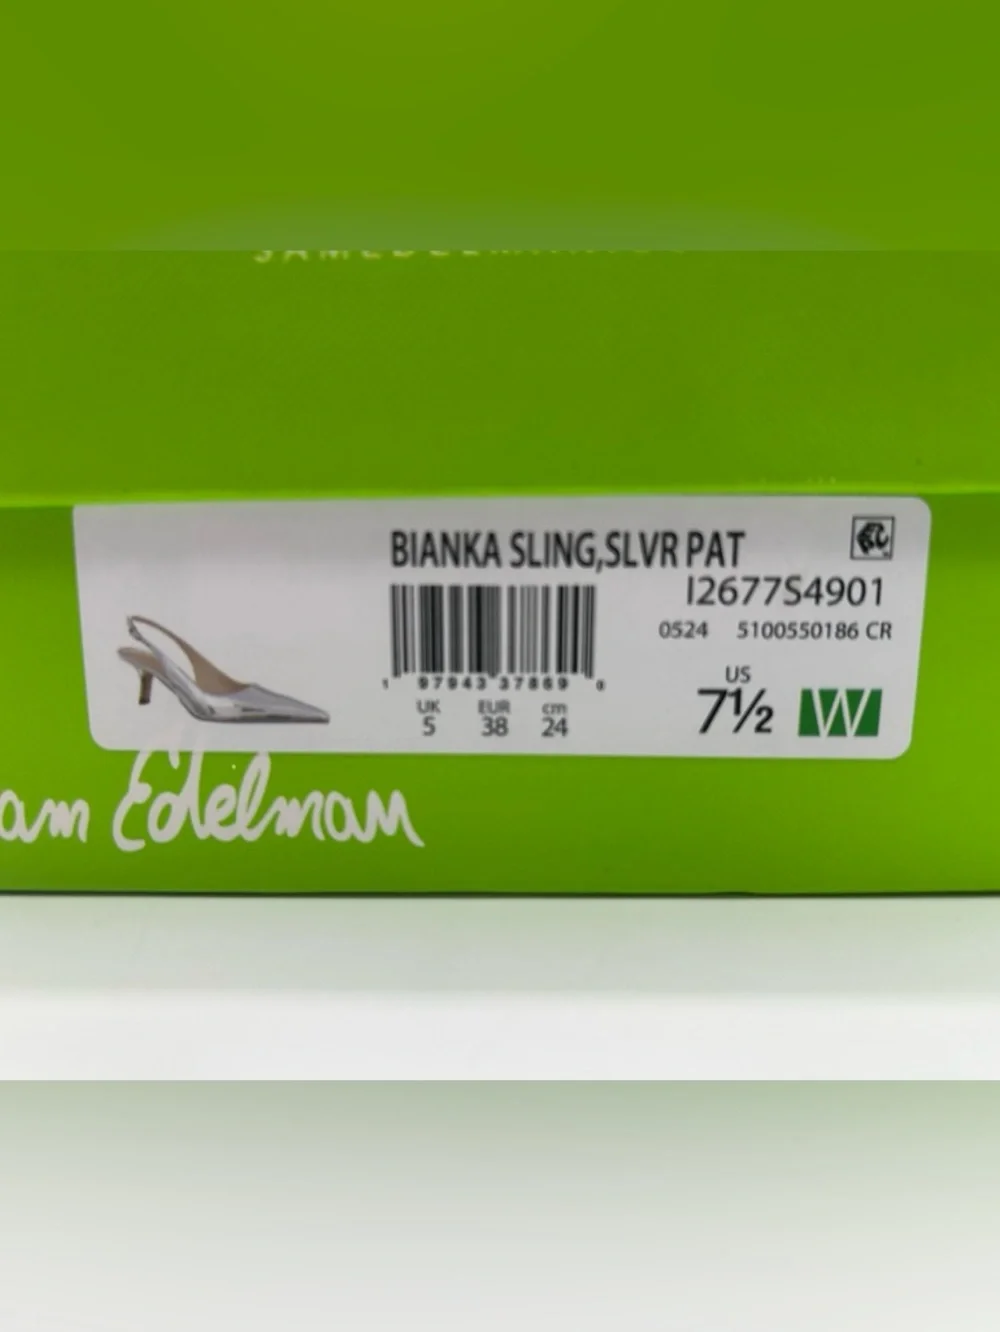 BIANKA SLING,SLVR PAT
I2677S4901
0524 5100550186 CR
1 97943 37869 0
UK EUR cm
5 38 24
US
7½ W
am Edelman